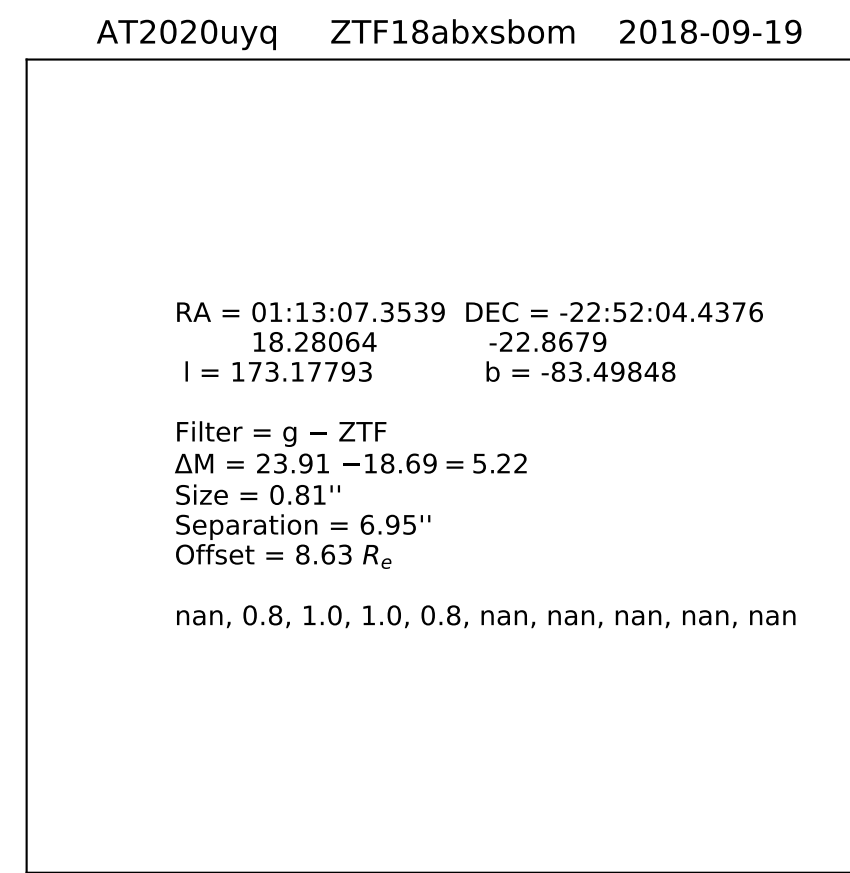 AT2020uyq ZTF18abxsbom 2018-09-19
RA = 01:13:07.3539 DEC = -22:52:04.4376
18.28064 -22.8679
l = 173.17793 b = -83.49848
Filter = g − ZTF
ΔM = 23.91 −18.69 = 5.22
Size = 0.81''
Separation = 6.95''
Offset = 8.63 Re
nan, 0.8, 1.0, 1.0, 0.8, nan, nan, nan, nan, nan